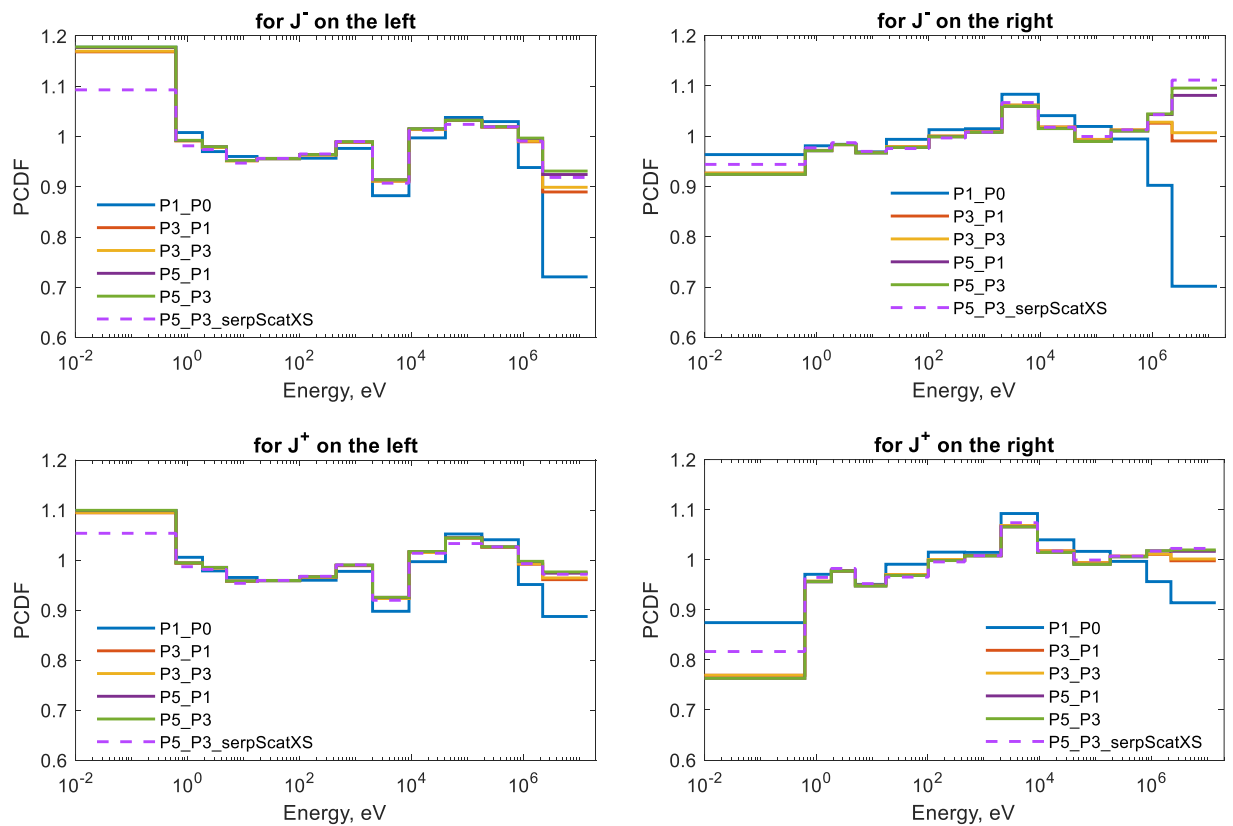 for J- on the left
1.2
1.1
1
0.9
0.8
0.7
0.6
PCDF
P1_P0
P3_P1
P3_P3
P5_P1
P5_P3
P5_P3_serpScatXS
10-2 100 102 104 106
Energy, eV
for J- on the right
1.2
1.1
1
0.9
0.8
0.7
0.6
PCDF
P1_P0
P3_P1
P3_P3
P5_P1
P5_P3
P5_P3_serpScatXS
10-2 100 102 104 106
Energy, eV
for J+ on the left
1.2
1.1
1
0.9
0.8
0.7
0.6
PCDF
P1_P0
P3_P1
P3_P3
P5_P1
P5_P3
P5_P3_serpScatXS
10-2 100 102 104 106
Energy, eV
for J+ on the right
1.2
1.1
1
0.9
0.8
0.7
0.6
PCDF
P1_P0
P3_P1
P3_P3
P5_P1
P5_P3
P5_P3_serpScatXS
10-2 100 102 104 106
Energy, eV